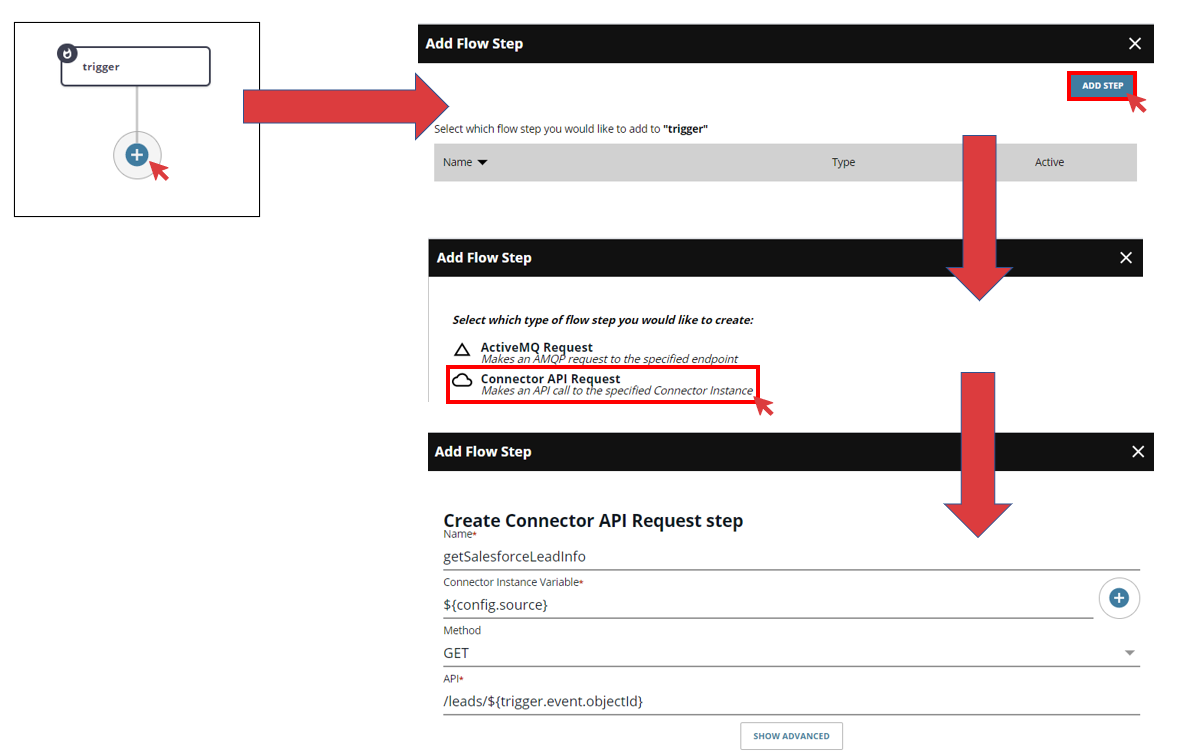 trigger
Add Flow Step
ADD STEP
Select which flow step you would like to add to "trigger"
Name Type Active
Add Flow Step
Select which type of flow step you would like to create:
ActiveMQ Request
Makes an AMQP request to the specified endpoint
Connector API Request
Makes an API call to the specified Connector Instance
Add Flow Step
Create Connector API Request step
Name*
getSalesforceLeadInfo
Connector Instance Variable*
${config.source}
Method
GET
API*
/leads/${trigger.event.objectId}
SHOW ADVANCED